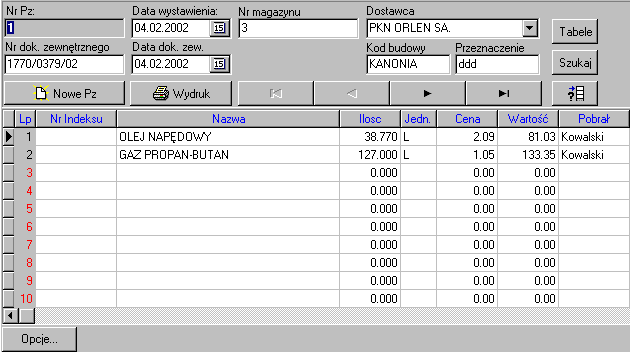 Nr Pz: Data wystawienia: Nr magazynu Dostawca
1 04.02.2002 15 3 PKN ORLEN SA. Tabele
Nr dok. zewnętrznego Data dok. zew. Kod budowy Przeznaczenie
1770/0379/02 04.02.2002 15 KANONIA ddd Szukaj
Nowe Pz Wydruk
Lp Nr Indeksu Nazwa Ilosc Jedn. Cena Wartość Pobrał
1 OLEJ NAPĘDOWY 38.770 L 2.09 81.03 Kowalski
2 GAZ PROPAN-BUTAN 127.000 L 1.05 133.35 Kowalski
3 0.000 0.00 0.00
4 0.000 0.00 0.00
5 0.000 0.00 0.00
6 0.000 0.00 0.00
7 0.000 0.00 0.00
8 0.000 0.00 0.00
9 0.000 0.00 0.00
10 0.000 0.00 0.00
Opcje...